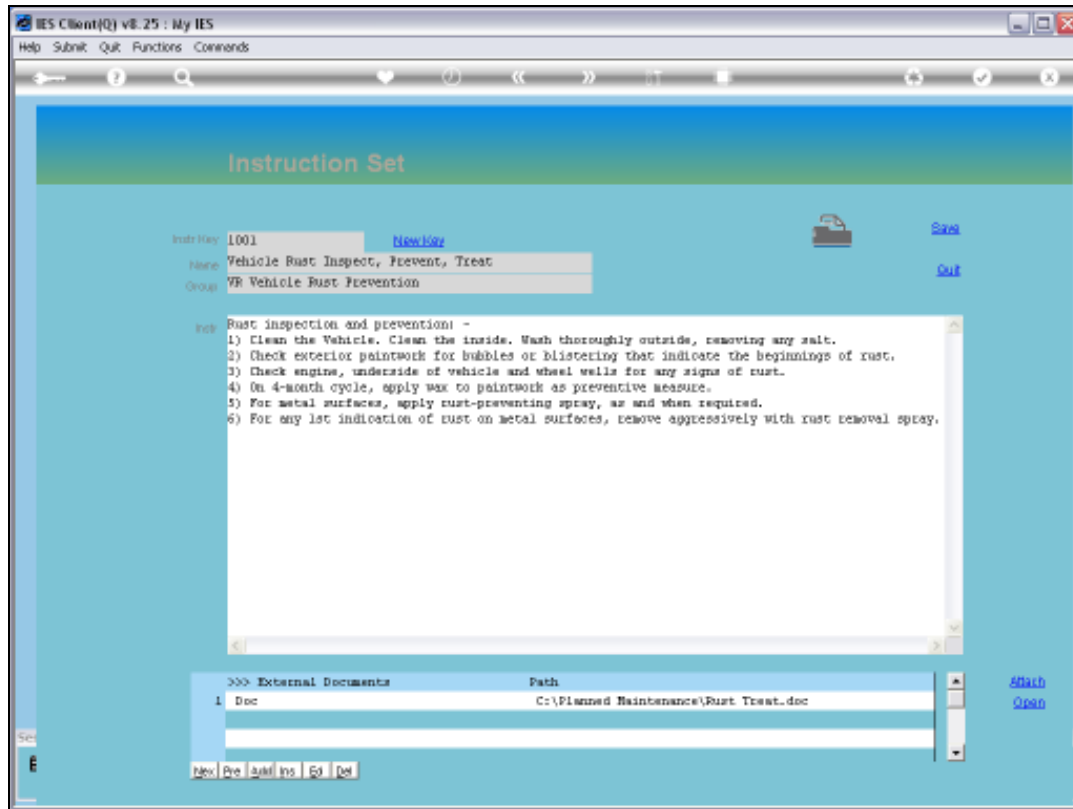 IES Client(Q) v8.25 : My IES
Help Submit Quit Functions Commands
Instruction Set
Instr Key 1001 New Key
Save
Name Vehicle Rust Inspect, Prevent, Treat
Quit
Group VR Vehicle Rust Prevention
Instr Rust inspection and prevention: -
1) Clean the Vehicle. Clean the inside. Wash thoroughly outside, removing any salt.
2) Check exterior paintwork for bubbles or blistering that indicate the beginnings of rust.
3) Check engine, underside of vehicle and wheel wells for any signs of rust.
4) On 4-month cycle, apply wax to paintwork as preventive measure.
5) For metal surfaces, apply rust-preventing spray, as and when required.
6) For any 1st indication of rust on metal surfaces, remove aggressively with rust removal spray.
>>> External Documents Path
Attach
1 Doc C:\Planned Maintenance\Rust Treat.doc
Open
Nex Pre Add Ins Ed Del